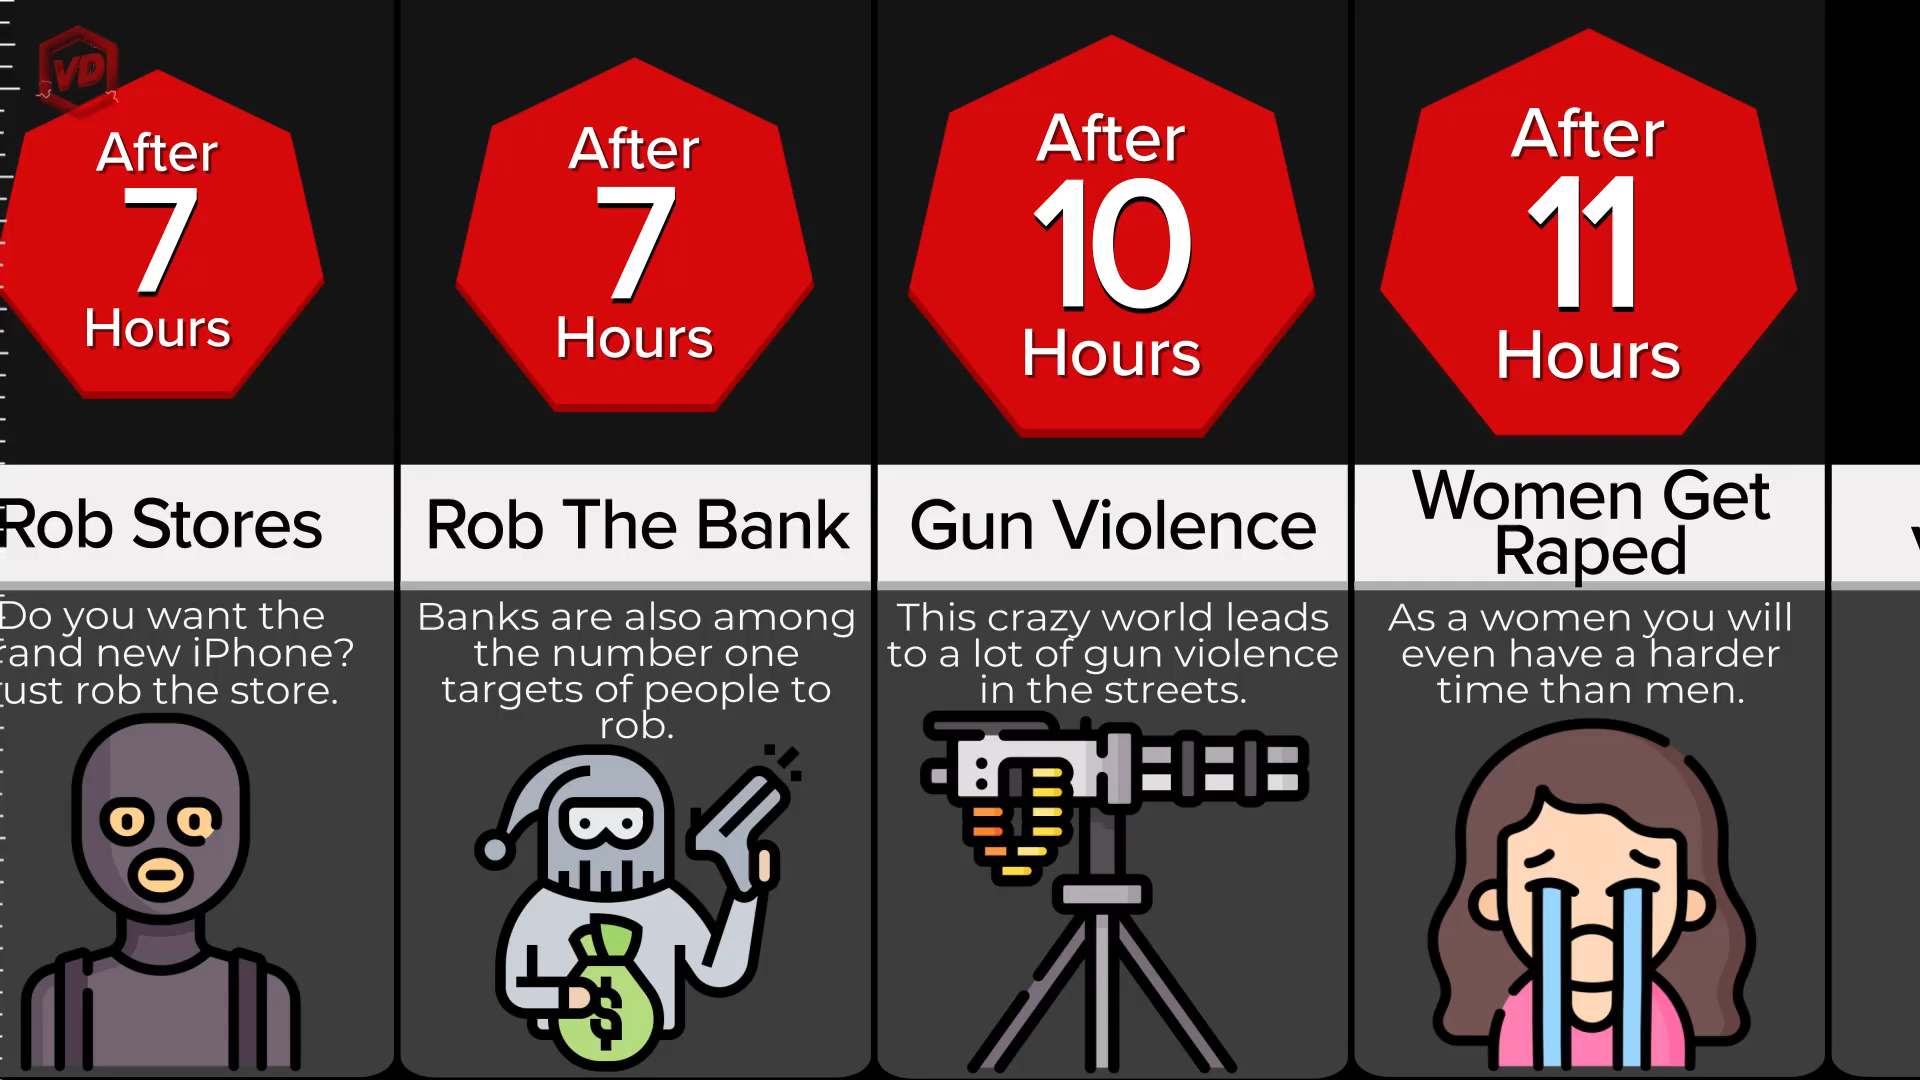 VD
After
7
Hours
Rob Stores
Do you want the
rand new iPhone?
ust rob the store.
After
7
Hours
Rob The Bank
Banks are also among
the number one
targets of people to
rob.
$
After
10
Hours
Gun Violence
This crazy world leads
to a lot of gun violence
in the streets.
After
11
Hours
Women Get
Raped
As a women you will
even have a harder
time than men.